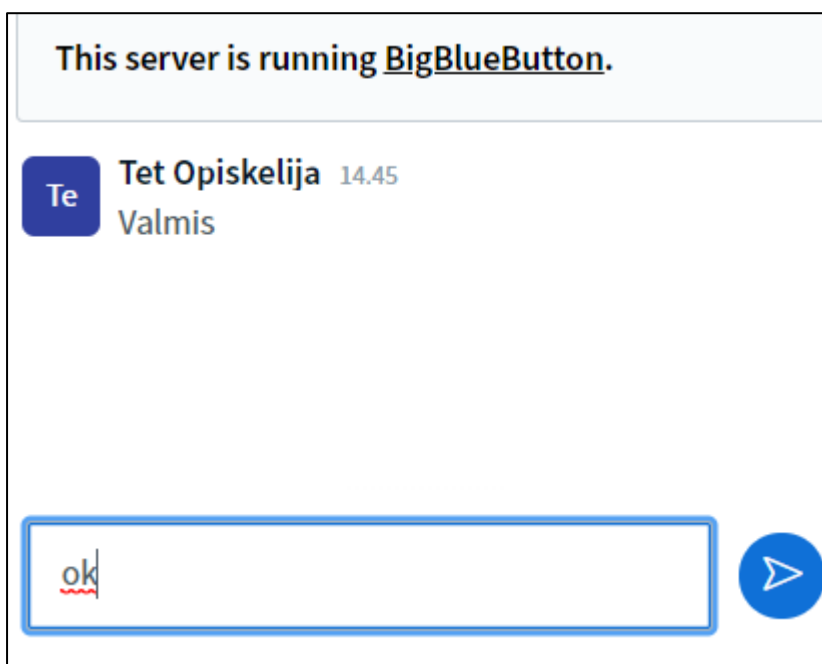 This server is running BigBlueButton.
Te
Tet Opiskelija 14.45
Valmis
ok